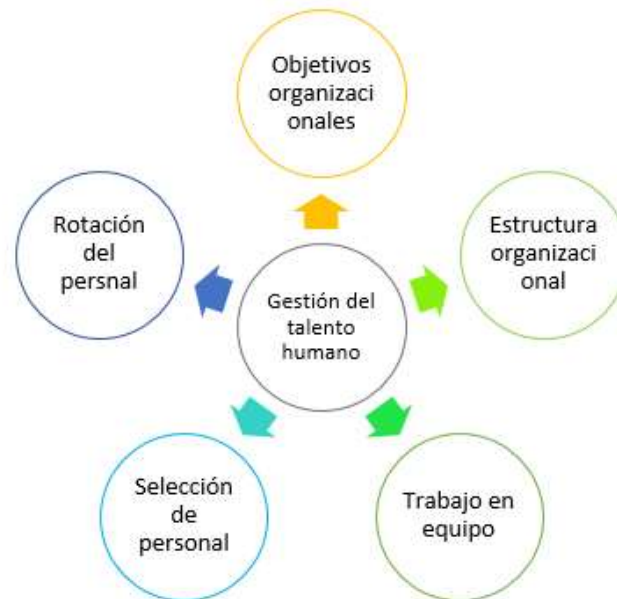 Objetivos
organizaci
onales
Estructura
organizaci
onal
Trabajo en
equipo
Selección
de
personal
Rotación
del
persnal
Gestión del
talento
humano